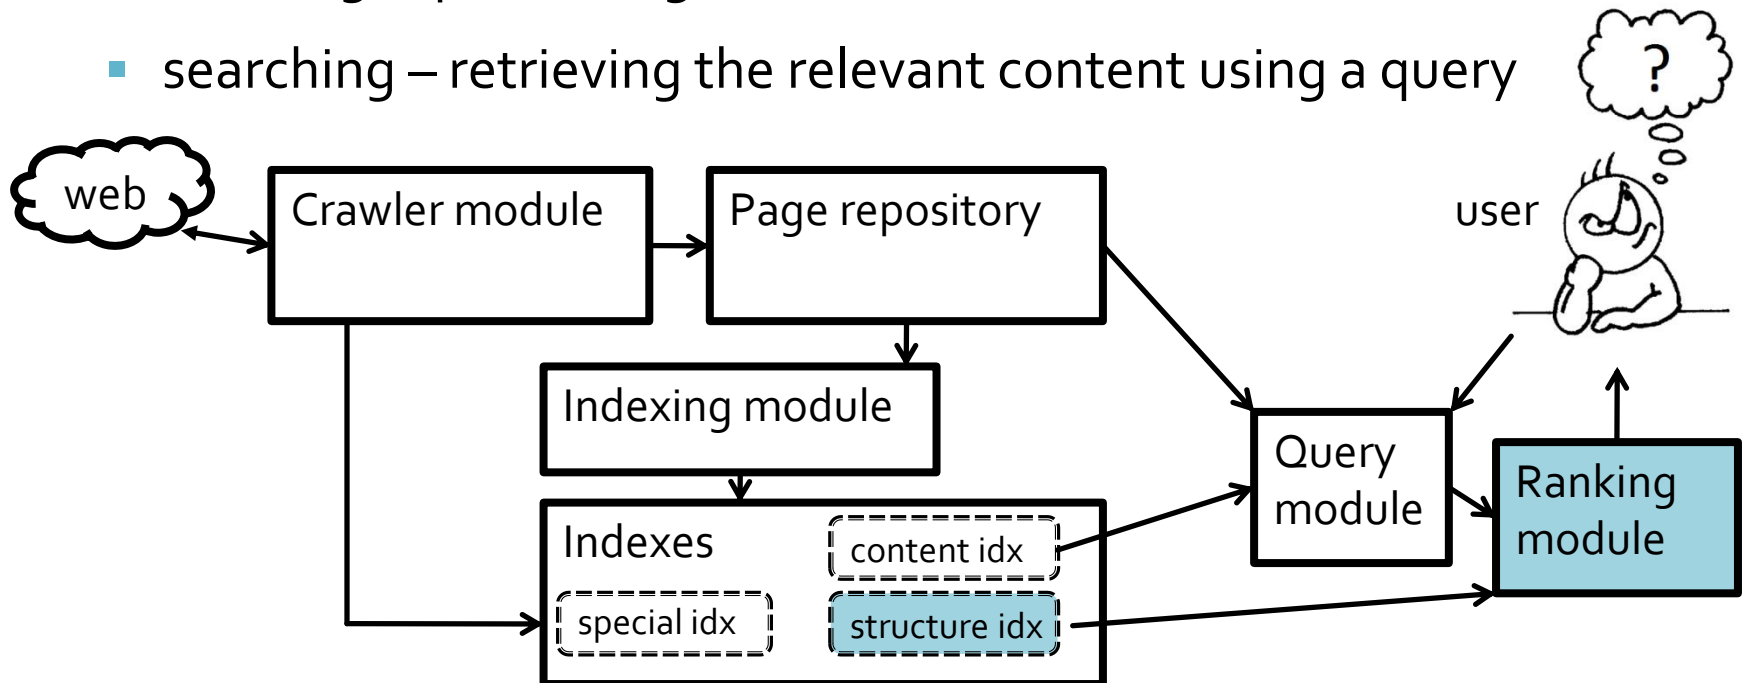 searching – retrieving the relevant content using a query
?
web
Crawler module
Page repository
user
Indexing module
Query
module
Ranking
module
Indexes
content idx
special idx
structure idx